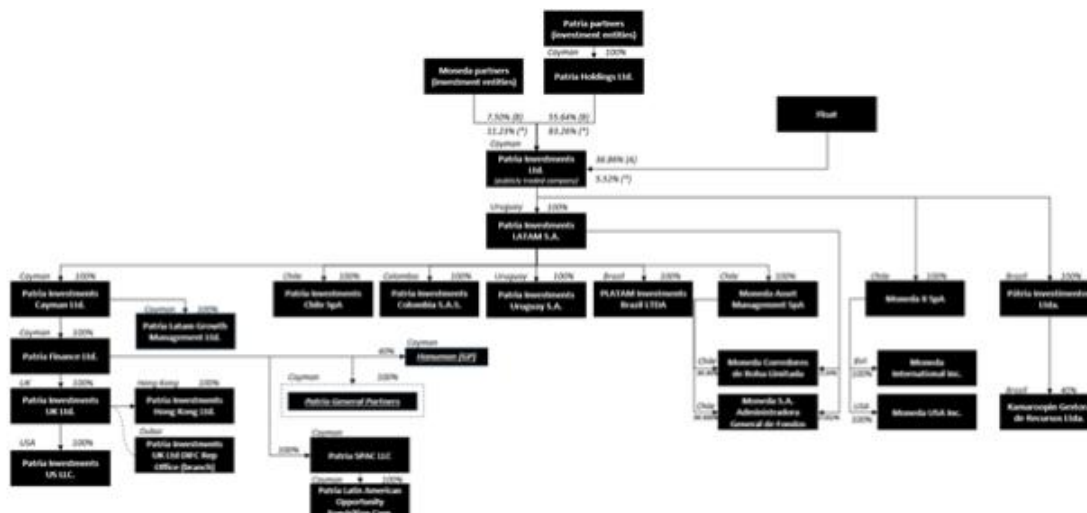 Patria partners
(investment entities)
Cayman 100%
Moneda partners
(investment entities)
Patria Holdings Ltd.
Float
7.50% (B) 55.64% (B)
11.23% (*) 83.26% (*)
Cayman
Patria Investments
Ltd.
(publicly traded company)
36.86% (A)
5.52% (*)
Uruguay 100%
Patria Investments
LATAM S.A.
Cayman 100%
Patria Investments
Cayman Ltd.
Chile 100%
Patria Investments
Chile SpA
Colombia 100%
Patria Investments
Colombia S.A.S.
Uruguay 100%
Patria Investments
Uruguay S.A.
Brazil 100%
PLATAM Investments
Brazil LTDA
Chile 100%
Moneda Asset
Management SpA
Chile 100%
Moneda II SpA
Brazil 100%
Pátria Investimentos
Ltda.
Cayman 100%
Patria Latam Growth
Management Ltd.
Cayman 100%
Patria Finance Ltd.
60%
Cayman
Hanuman (GP)
Chile
Moneda Corredores
de Bolsa Limitada
100%
Moneda
International Inc.
Cayman 100%
Patria General Partners
UK 100%
Patria Investments
UK Ltd.
Hong Kong 100%
Patria Investments
Hong Kong Ltd.
Chile
Moneda S.A.
Administradora
General de Fondos
USA
100%
Moneda USA Inc.
Brazil
Kamaroopin Gestora
de Recursos Ltda.
Dubai
Patria Investments
UK Ltd DIFC Rep
Office (branch)
USA 100%
Patria Investments
US LLC.
100%
Cayman
Patria SPAC LLC
Cayman 100%
Patria Latin American
Opportunity